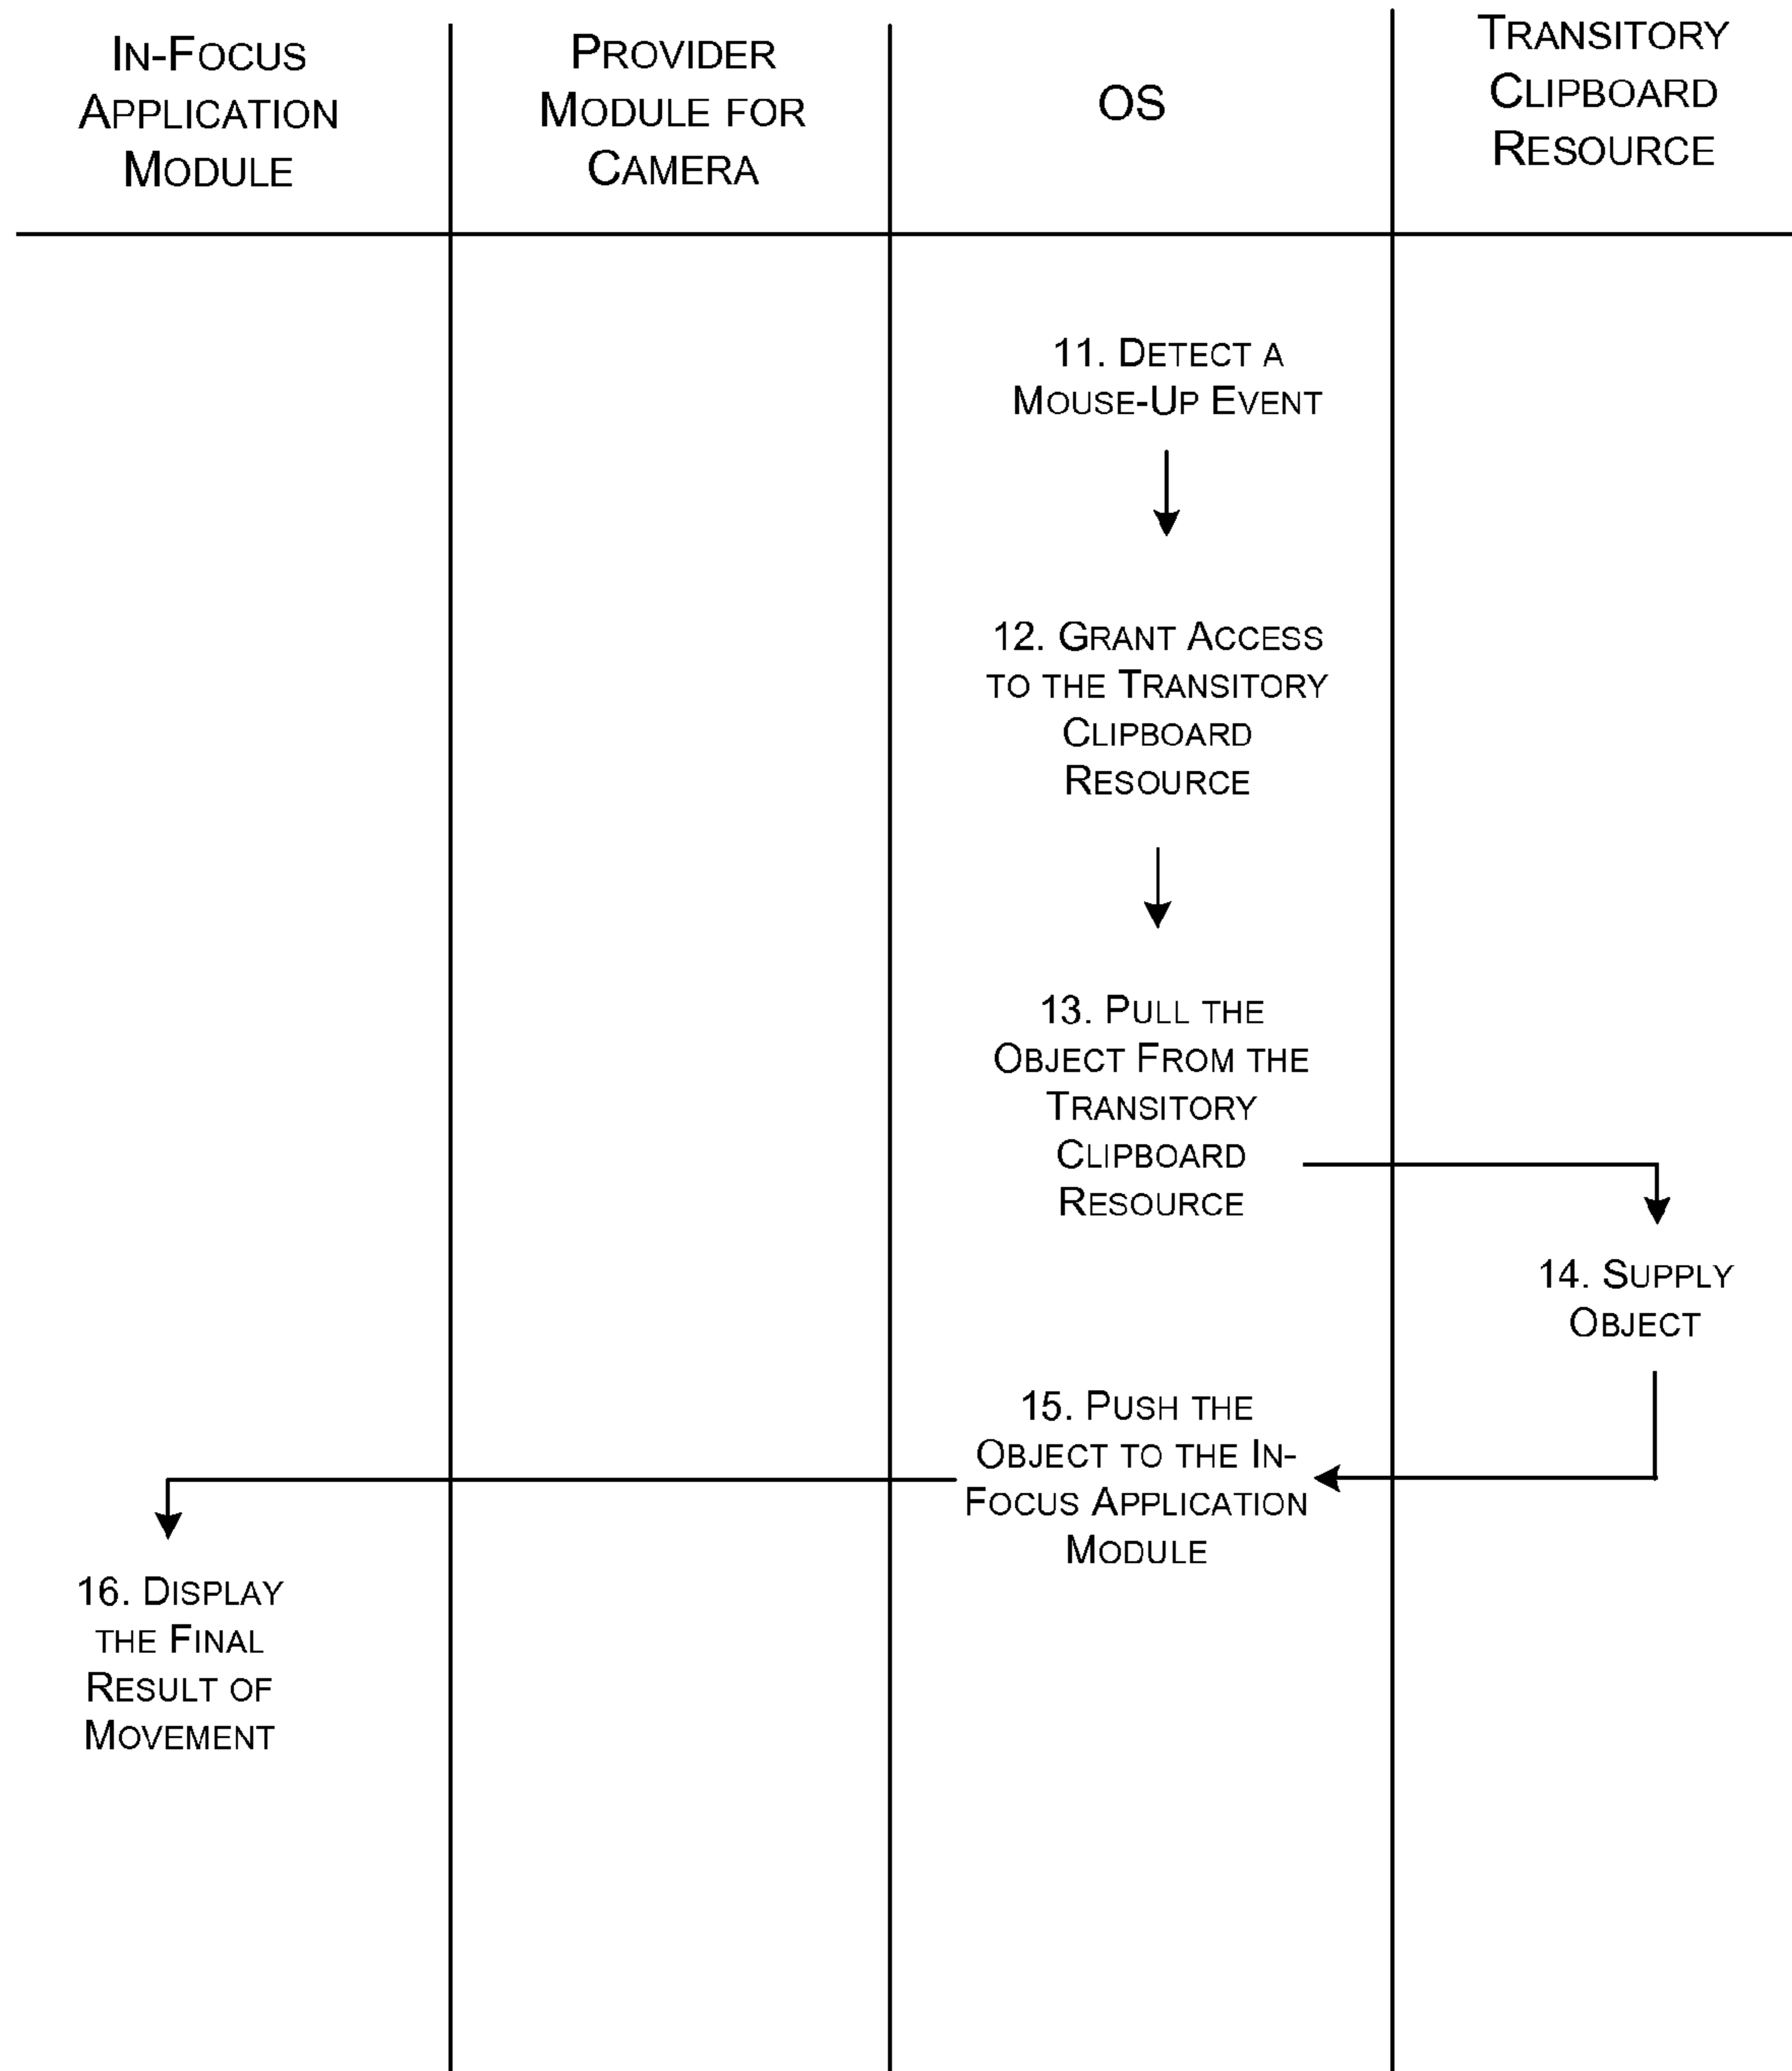 In-Focus
Application
Module
Provider
Module for
Camera
OS
Transitory
Clipboard
Resource
11. Detect a
Mouse-Up Event
12. Grant Access
to the Transitory
Clipboard
Resource
13. Pull the
Object From the
Transitory
Clipboard
Resource
14. Supply
Object
15. Push the
Object to the In-
Focus Application
Module
16. Display
the Final
Result of
Movement